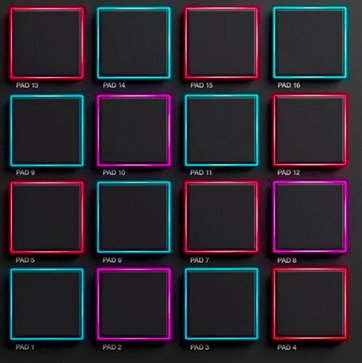 PAD 13 PAD 14 PAD 15 PAD 16
PAD 9 PAD 10 PAD 11 PAD 12
PAD 5 PAD 6 PAD 7 PAD 8
PAD 1 PAD 2 PAD 3 PAD 4